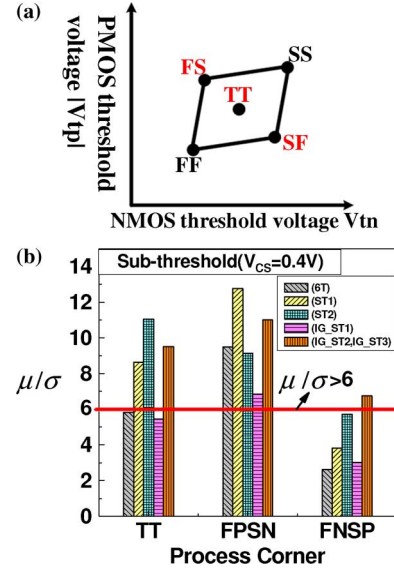 (a)
PMOS threshold
voltage |Vtp|
FS
SS
TT
FF
SF
NMOS threshold voltage Vtn
(b)
Sub-threshold(V_CS=0.4V)
14
12
10
8
6
4
2
0
μ/σ
(6T)
(ST1)
(ST2)
(IG_ST1)
(IG_ST2,IG_ST3)
μ/σ>6
TT FPSN FNSP
Process Corner